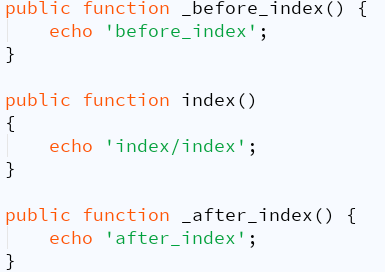 public function _before_index() {
    echo 'before_index';
}

public function index()
{
    echo 'index/index';
}

public function _after_index() {
    echo 'after_index';
}